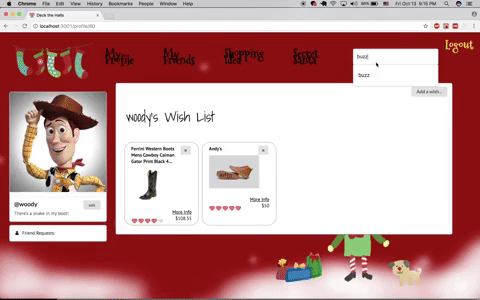 Chrome File Edit View History Bookmarks People Window Help
Fri Oct 13 9:16 PM
Deck the Halls
localhost:3001/profile/60
Logout
My Profile
My Friends
Shopping Idea
Secret Santa
buzz
buzz
Add a wish...
woody's Wish List
Ferrini Western Boots Mens Cowboy Caiman Gator Print Black 4...
x
Andy's
x
More Info
$108.55
More Info
$50
@woody
edit
There's a snake in my boot!
Friend Requests: